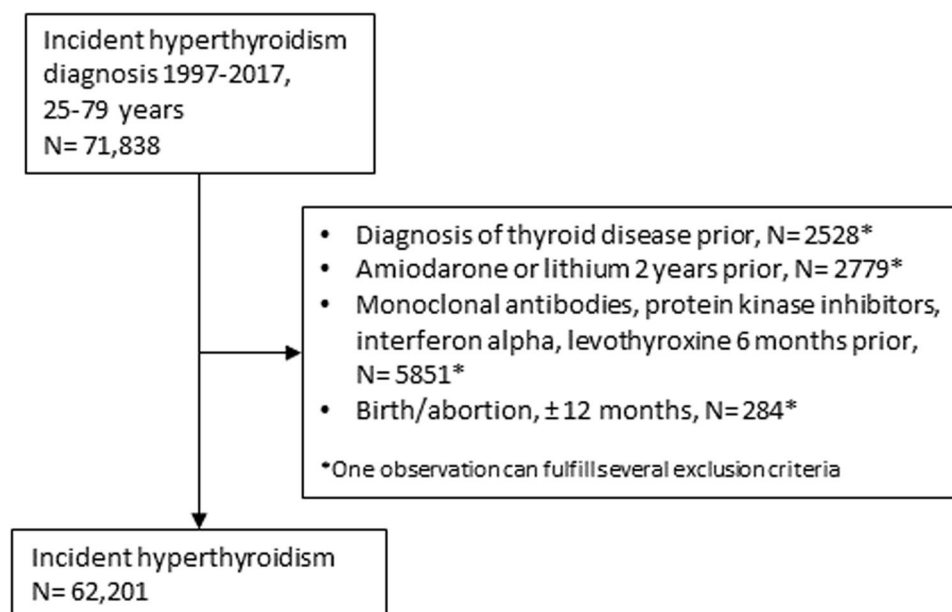 Incident hyperthyroidism
diagnosis 1997-2017,
25-79 years
N= 71,838
• Diagnosis of thyroid disease prior, N=2528*
• Amiodarone or lithium 2 years prior, N= 2779*
• Monoclonal antibodies, protein kinase inhibitors,
interferon alpha, levothyroxine 6 months prior,
N= 5851*
• Birth/abortion, ± 12 months, N=284*
*One observation can fulfill several exclusion criteria
Incident hyperthyroidism
N= 62,201